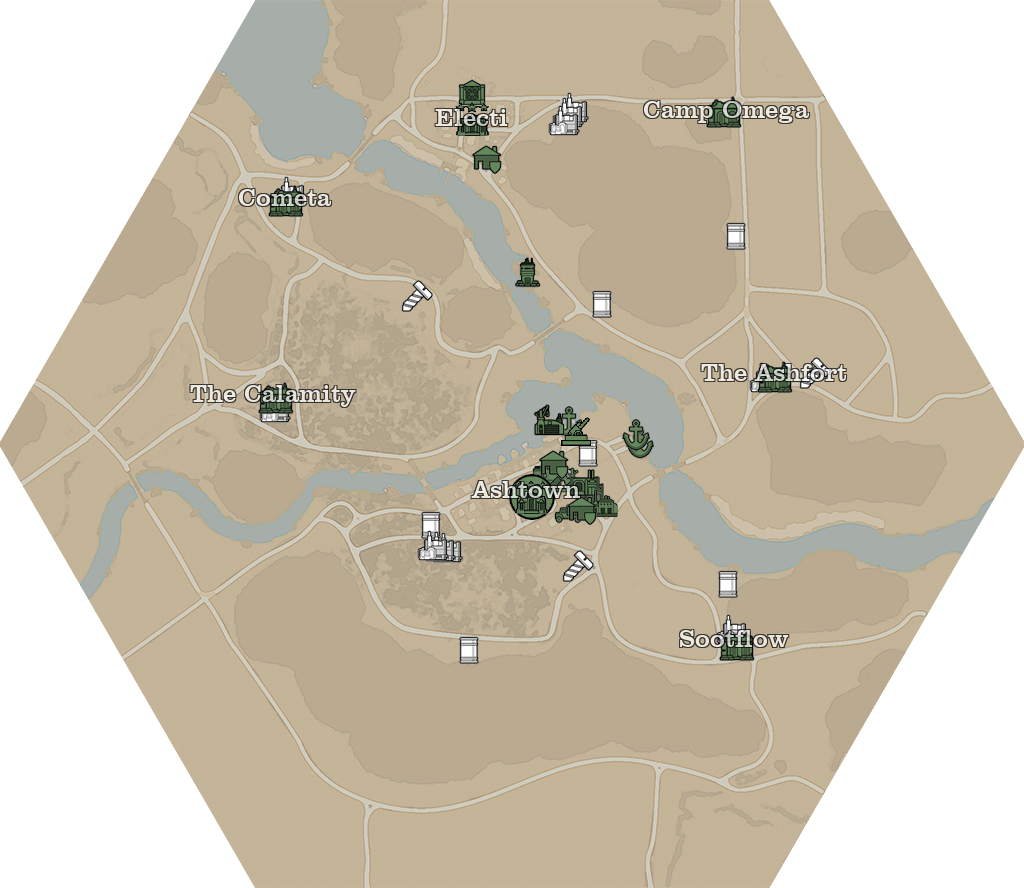 Camp Omega
Electi
Cometa
The Ashfort
The Calamity
Ashtown
Sootflow